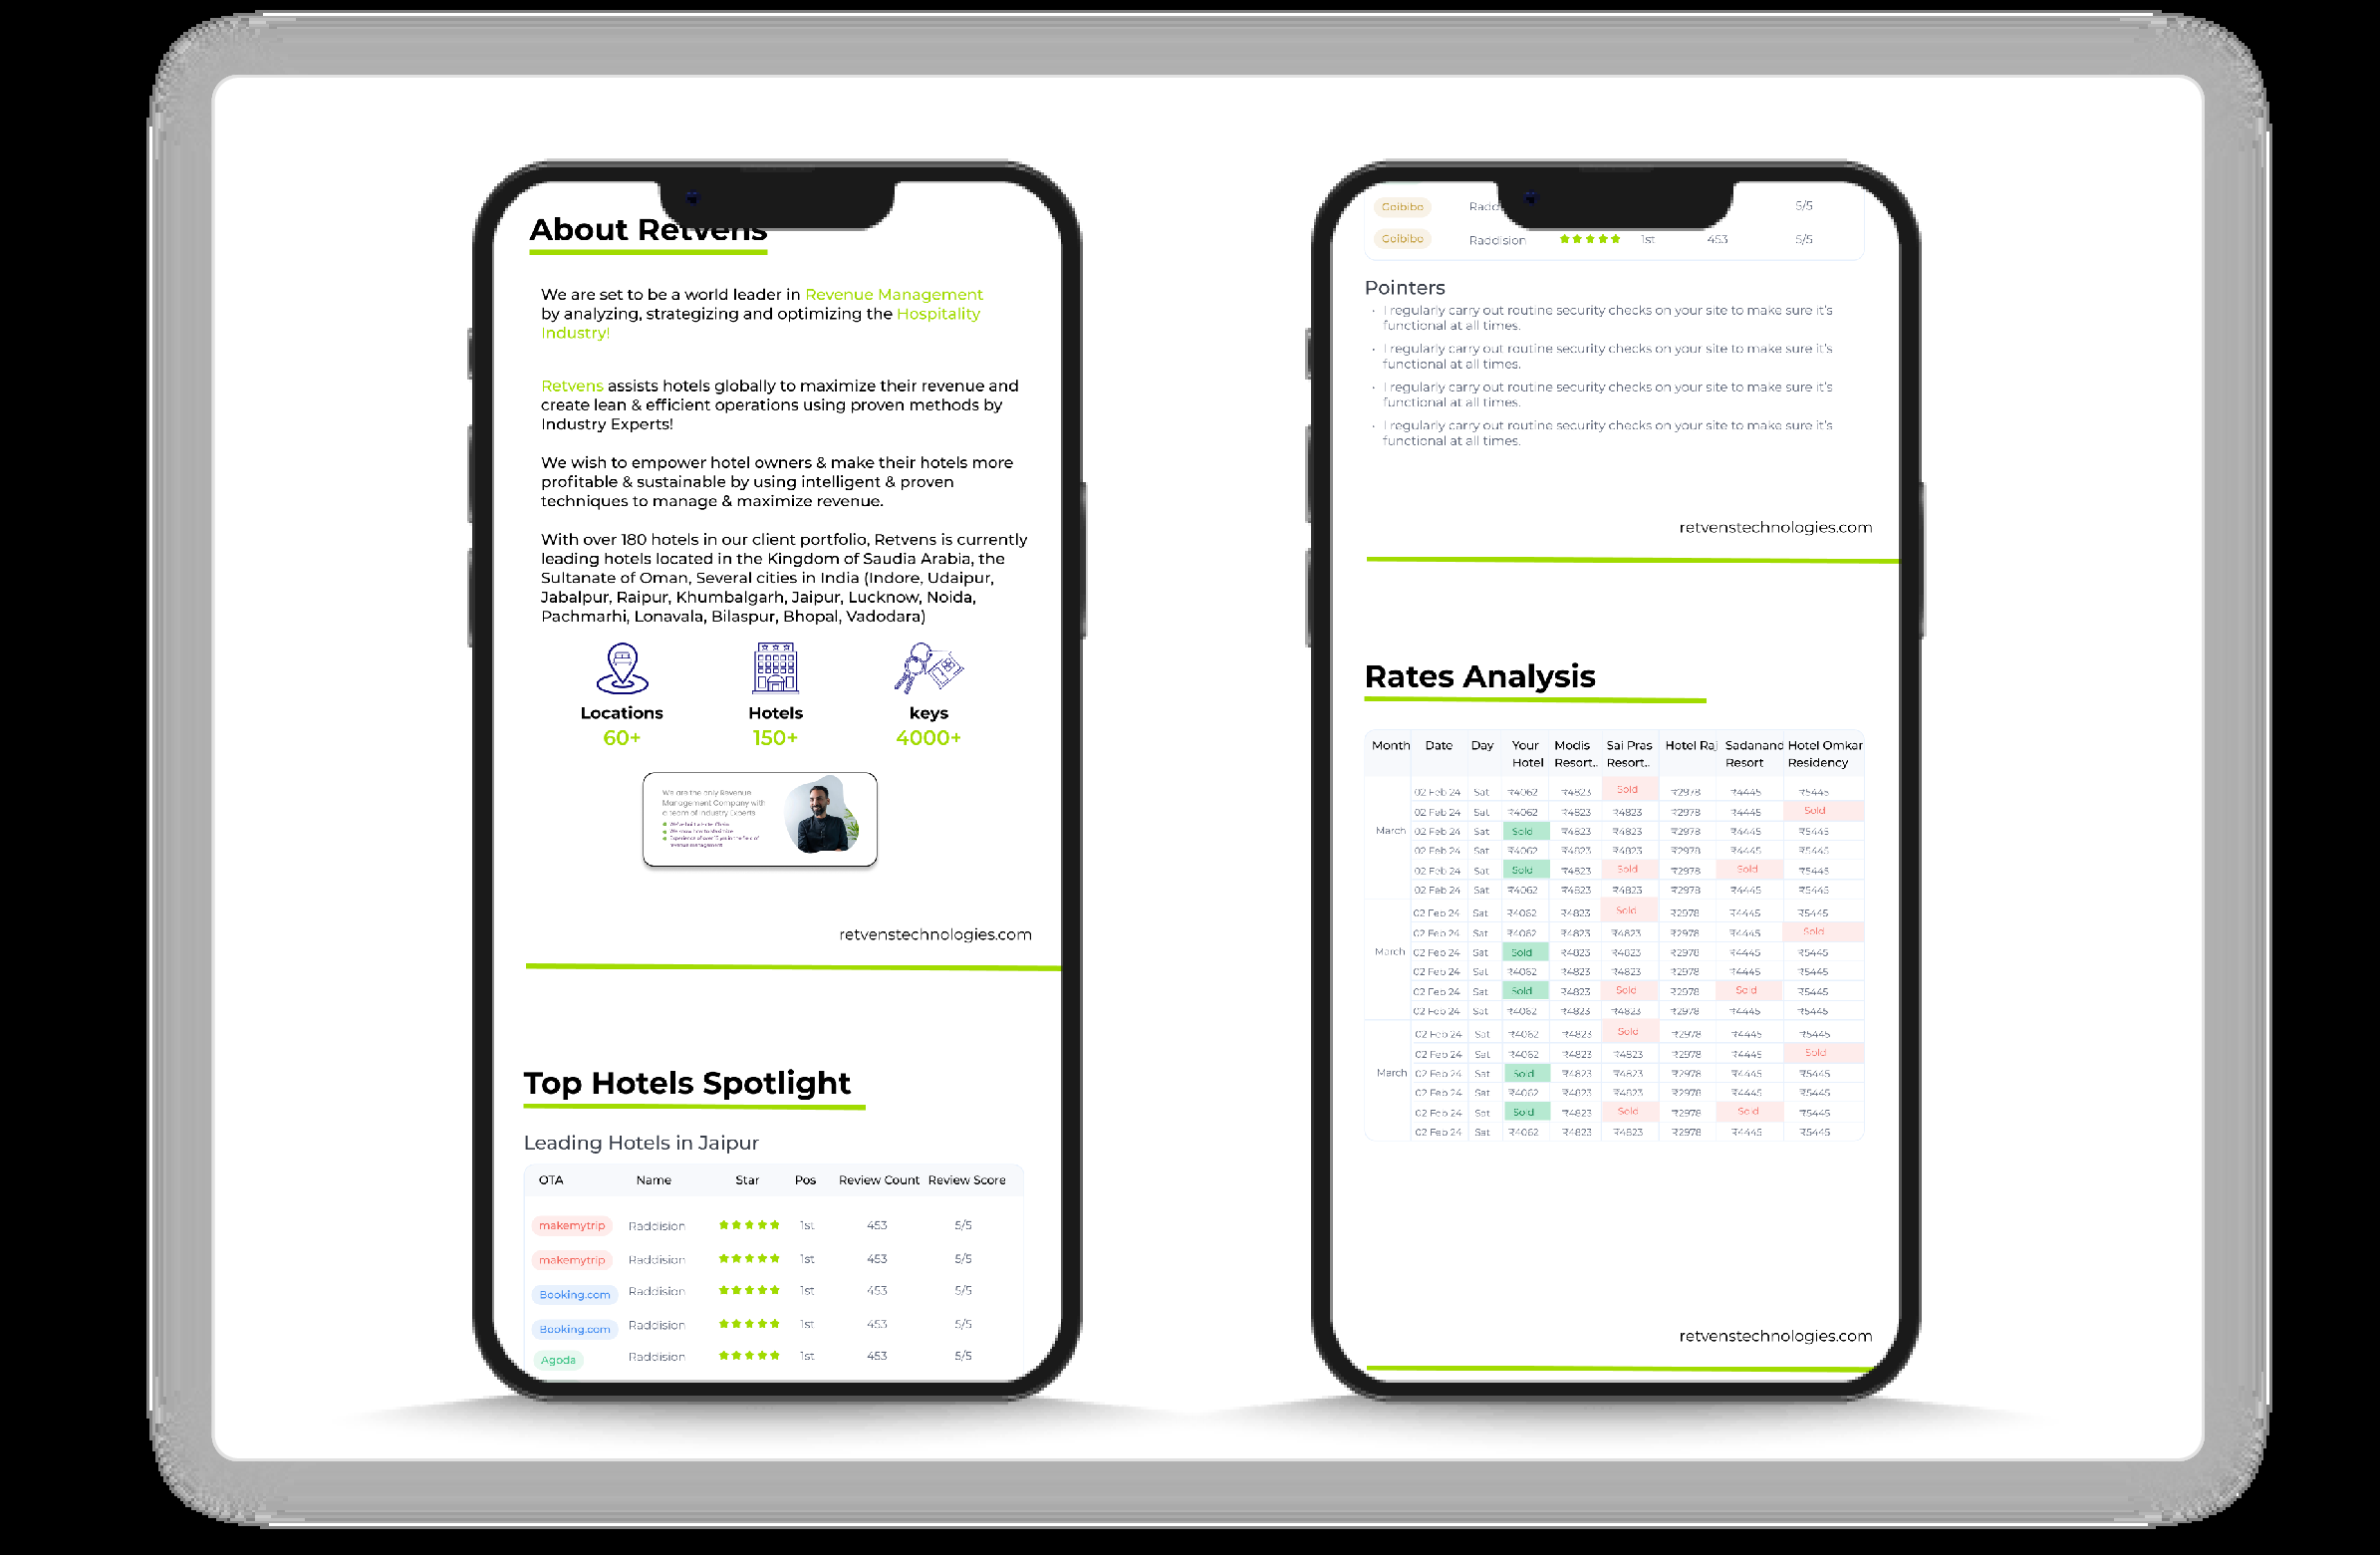 About Retvens
We are set to be a world leader in Revenue Management
by analyzing, strategizing and optimizing the Hospitality
Industry!
Retvens assists hotels globally to maximize their revenue and
create lean & efficient operations using proven methods by
Industry Experts!
We wish to empower hotel owners & make their hotels more
profitable & sustainable by using intelligent & proven
techniques to manage & maximize revenue.
With over 180 hotels in our client portfolio, Retvens is currently
leading hotels located in the Kingdom of Saudia Arabia, the
Sultanate of Oman, Several cities in India (Indore, Udaipur,
Jabalpur, Raipur, Khumbalgarh, Jaipur, Lucknow, Noida,
Pachmarhi, Lonavala, Bilaspur, Bhopal, Vadodara)
Locations Hotels keys
60+ 150+ 4000+
We are the only Revenue
Management Company with
a team of Industry Experts
revenue management
retvenstechnologies.com
Top Hotels Spotlight
Leading Hotels in Jaipur
OTA Name Star Pos Review Count Review Score
makemytrip Raddision 1st 453 5/5
makemytrip Raddision 1st 453 5/5
Booking.com Raddision 1st 453 5/5
Booking.com Raddision 1st 453 5/5
Agoda Raddision 1st 453 5/5
Goibibo 5/5
Goibibo Raddision 1st 453 5/5
Pointers
• I regularly carry out routine security checks on your site to make sure it's
functional at all times.
• I regularly carry out routine security checks on your site to make sure it's
functional at all times.
• I regularly carry out routine security checks on your site to make sure it's
functional at all times.
• I regularly carry out routine security checks on your site to make sure it's
functional at all times.
retvenstechnologies.com
Rates Analysis
Month Date Day Your Modis Sai Pras Hotel Raj Sadanand Hotel Omkar
Hotel Resort.. Resort.. Resort Residency
02 Feb 24 Sat ₹4062 ₹4823 Sold ₹2978 ₹4445 ₹5445
02 Feb 24 Sat ₹4062 ₹4823 ₹4823 ₹2978 ₹4445 Sold
March 02 Feb 24 Sat Sold ₹4823 ₹4823 ₹2978 ₹4445 ₹5445
02 Feb 24 Sat ₹4062 ₹4823 ₹4823 ₹2978 ₹4445 ₹5445
02 Feb 24 Sat Sold ₹4823 Sold ₹2978 Sold ₹5445
02 Feb 24 Sat ₹4062 ₹4823 ₹4823 ₹2978 ₹4445 ₹5445
02 Feb 24 Sat ₹4062 ₹4823 Sold ₹2978 ₹4445 ₹5445
02 Feb 24 Sat ₹4062 ₹4823 ₹4823 ₹2978 ₹4445 Sold
March 02 Feb 24 Sat Sold ₹4823 ₹4823 ₹2978 ₹4445 ₹5445
02 Feb 24 Sat ₹4062 ₹4823 ₹4823 ₹2978 ₹4445 ₹5445
02 Feb 24 Sat Sold ₹4823 Sold ₹2978 Sold ₹5445
02 Feb 24 Sat ₹4062 ₹4823 ₹4823 ₹2978 ₹4445 ₹5445
02 Feb 24 Sat ₹4062 ₹4823 Sold ₹2978 ₹4445 ₹5445
02 Feb 24 Sat ₹4062 ₹4823 ₹4823 ₹2978 ₹4445 Sold
March 02 Feb 24 Sat Sold ₹4823 ₹4823 ₹2978 ₹4445 ₹5445
02 Feb 24 Sat ₹4062 ₹4823 ₹4823 ₹2978 ₹4445 ₹5445
02 Feb 24 Sat Sold ₹4823 Sold ₹2978 Sold ₹5445
02 Feb 24 Sat ₹4062 ₹4823 ₹4823 ₹2978 ₹4445 ₹5445
retvenstechnologies.com